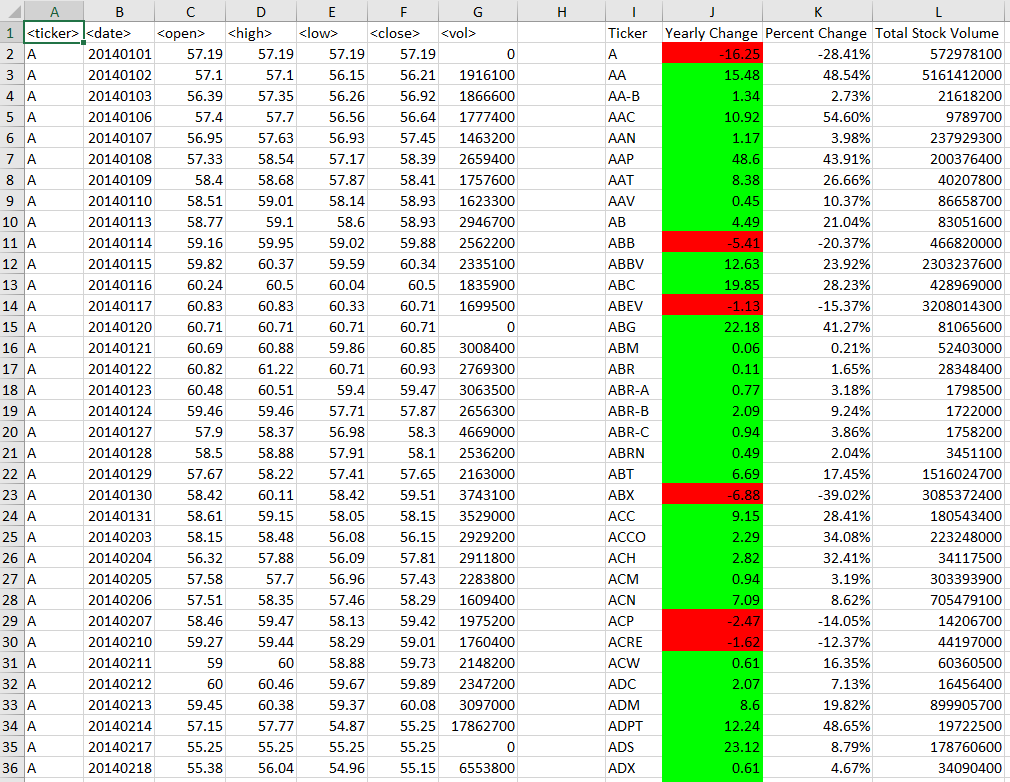 A B C D E F G H I J K L
1 <ticker> <date> <open> <high> <low> <close> <vol> Ticker Yearly Change Percent Change Total Stock Volume
2 A 20140101 57.19 57.19 57.19 57.19 0 A -16.25 -28.41% 572978100
3 A 20140102 57.1 57.1 56.15 56.21 1916100 AA 15.48 48.54% 5161412000
4 A 20140103 56.39 57.35 56.26 56.92 1866600 AA-B 1.34 2.73% 21618200
5 A 20140106 57.4 57.7 56.56 56.64 1777400 AAC 10.92 54.60% 9789700
6 A 20140107 56.95 57.63 56.93 57.45 1463200 AAN 1.17 3.98% 237929300
7 A 20140108 57.33 58.54 57.17 58.39 2659400 AAP 48.6 43.91% 200376400
8 A 20140109 58.4 58.68 57.87 58.41 1757600 AAT 8.38 26.66% 40207800
9 A 20140110 58.51 59.01 58.14 58.93 1623300 AAV 0.45 10.37% 86658700
10 A 20140113 58.77 59.1 58.6 58.93 2946700 AB 4.49 21.04% 83051600
11 A 20140114 59.16 59.95 59.02 59.88 2562200 ABB -5.41 -20.37% 466820000
12 A 20140115 59.82 60.37 59.59 60.34 2335100 ABBV 12.63 23.92% 2303237600
13 A 20140116 60.24 60.5 60.04 60.5 1835900 ABC 19.85 28.23% 428969000
14 A 20140117 60.83 60.83 60.33 60.71 1699500 ABEV -1.13 -15.37% 3208014300
15 A 20140120 60.71 60.71 60.71 60.71 0 ABG 22.18 41.27% 81065600
16 A 20140121 60.69 60.88 59.86 60.85 3008400 ABM 0.06 0.21% 52403000
17 A 20140122 60.82 61.22 60.71 60.93 2769300 ABR 0.11 1.65% 28348400
18 A 20140123 60.48 60.51 59.4 59.47 3063500 ABR-A 0.77 3.18% 1798500
19 A 20140124 59.46 59.46 57.71 57.87 2656300 ABR-B 2.09 9.24% 1722000
20 A 20140127 57.9 58.37 56.98 58.3 4669000 ABR-C 0.94 3.86% 1758200
21 A 20140128 58.5 58.88 57.91 58.1 2536200 ABRN 0.49 2.04% 3451100
22 A 20140129 57.67 58.22 57.41 57.65 2163000 ABT 6.69 17.45% 1516024700
23 A 20140130 58.42 60.11 58.42 59.51 3743100 ABX -6.88 -39.02% 3085372400
24 A 20140131 58.61 59.15 58.05 58.15 3529000 ACC 9.15 28.41% 180543400
25 A 20140203 58.15 58.48 56.08 56.15 2929200 ACCO 2.29 34.08% 223248000
26 A 20140204 56.32 57.88 56.09 57.81 2911800 ACH 2.82 32.41% 34117500
27 A 20140205 57.58 57.7 56.96 57.43 2283800 ACM 0.94 3.19% 303393900
28 A 20140206 57.51 58.35 57.46 58.29 1609400 ACN 7.09 8.62% 705479100
29 A 20140207 58.46 59.47 58.13 59.42 1975200 ACP -2.47 -14.05% 14206700
30 A 20140210 59.27 59.44 58.29 59.01 1760400 ACRE -1.62 -12.37% 44197000
31 A 20140211 59 60 58.88 59.73 2148200 ACW 0.61 16.35% 60360500
32 A 20140212 60 60.46 59.67 59.89 2347200 ADC 2.07 7.13% 16456400
33 A 20140213 59.45 60.38 59.37 60.08 3097000 ADM 8.6 19.82% 899905700
34 A 20140214 57.15 57.77 54.87 55.25 17862700 ADPT 12.24 48.65% 19722500
35 A 20140217 55.25 55.25 55.25 55.25 0 ADS 23.12 8.79% 178760600
36 A 20140218 55.38 56.04 54.96 55.15 6553800 ADX 0.61 4.67% 34090400